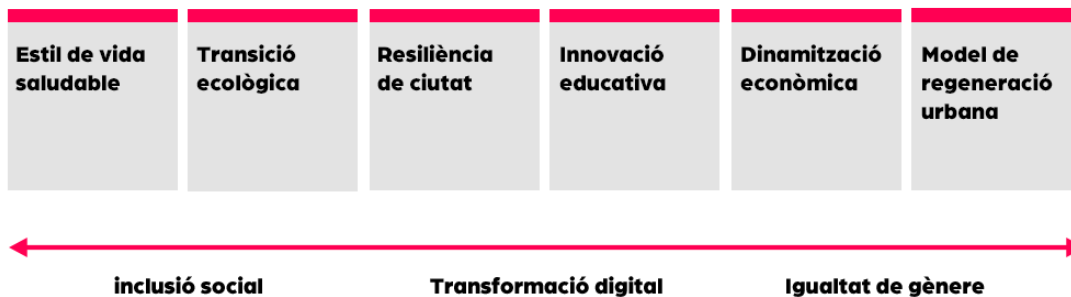 Estil de vida
saludable
Transició
ecològica
Resiliència
de ciutat
Innovació
educativa
Dinamització
econòmica
Model de
regeneració
urbana
inclusió social
Transformació digital
Igualtat de gènere